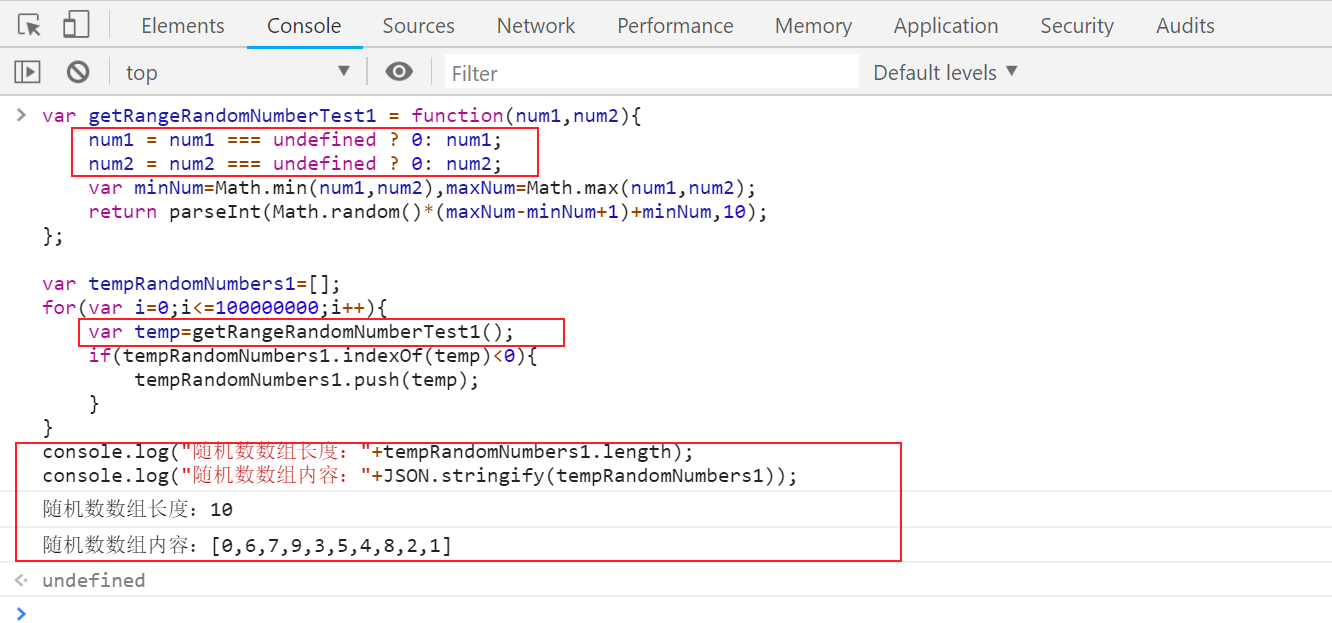 Elements Console Sources Network Performance Memory Application Security Audits
top Filter Default levels
var getRangeRandomNumberTest1 = function(num1,num2){
num1 = num1 === undefined ? 0: num1;
num2 = num2 === undefined ? 0: num2;
var minNum=Math.min(num1,num2),maxNum=Math.max(num1,num2);
return parseInt(Math.random()*(maxNum-minNum+1)+minNum,10);
};
var tempRandomNumbers1=[];
for(var i=0;i<=100000000;i++){
var temp=getRangeRandomNumberTest1();
if(tempRandomNumbers1.indexOf(temp)<0){
tempRandomNumbers1.push(temp);
}
}
console.log("随机数数组长度："+tempRandomNumbers1.length);
console.log("随机数数组内容："+JSON.stringify(tempRandomNumbers1));
随机数数组长度：10
随机数数组内容：[0,6,7,9,3,5,4,8,2,1]
undefined